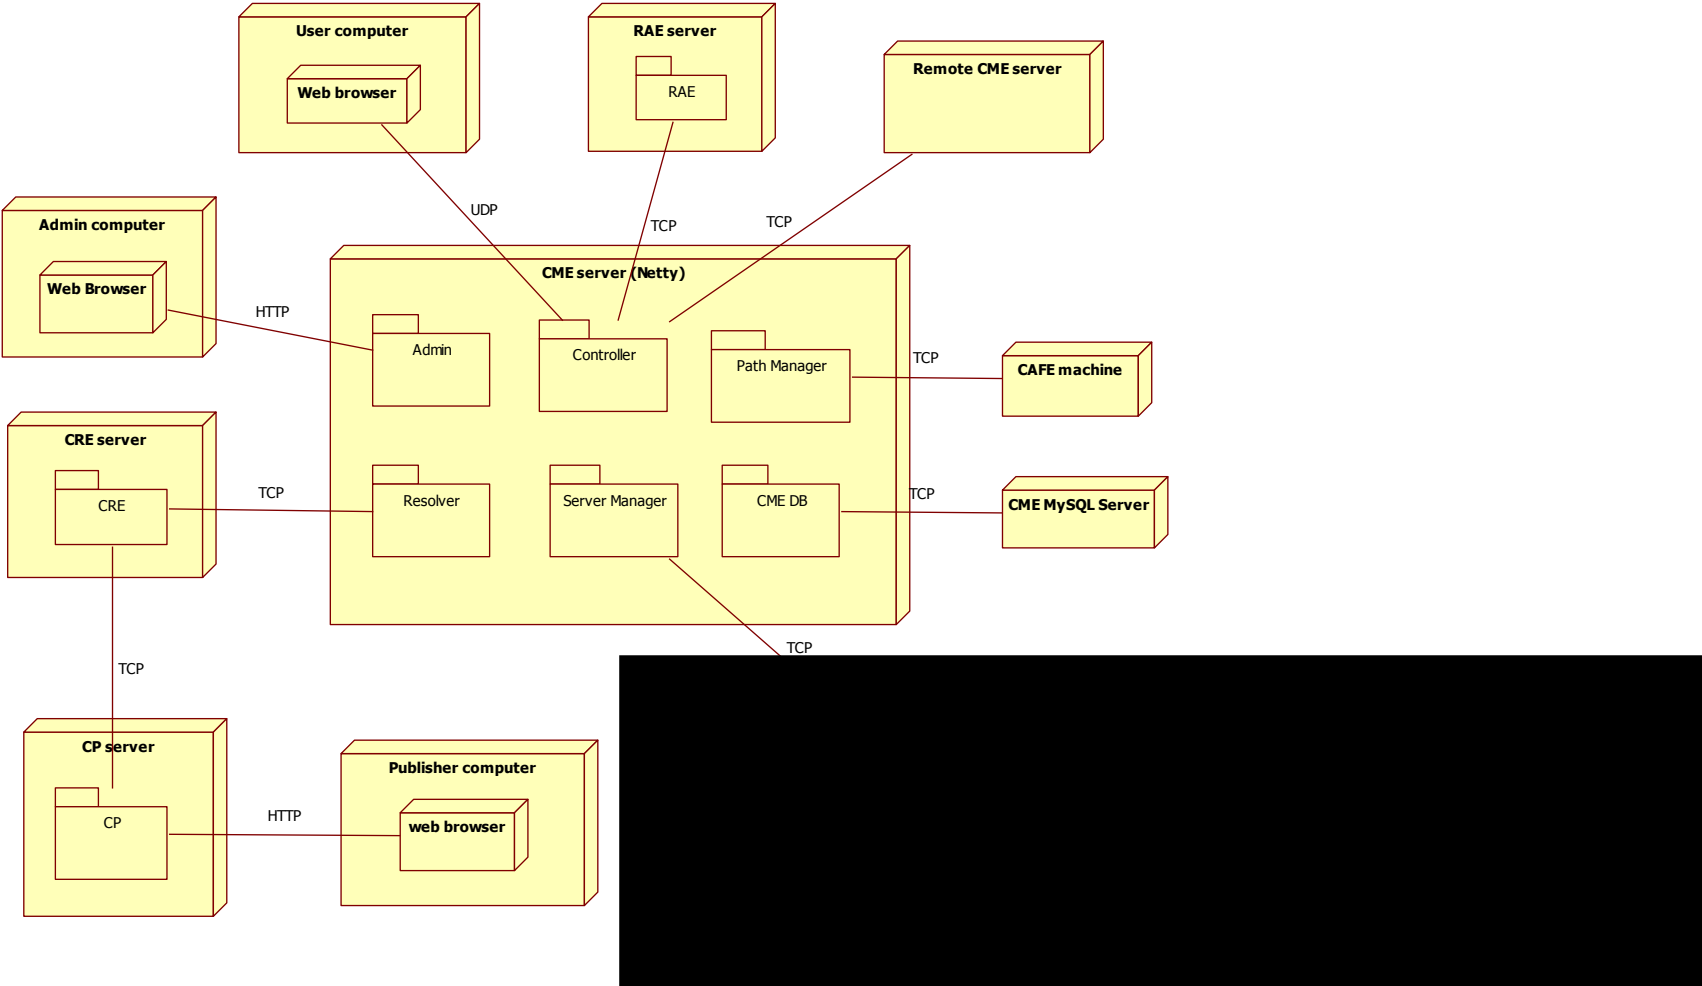 User computer
Web browser
RAE server
RAE
Remote CME server
UDP
TCP
TCP
Admin computer
Web Browser
HTTP
CME server (Netty)
Admin
Controller
Path Manager
TCP
CAFE machine
CRE server
CRE
TCP
Resolver
Server Manager
CME DB
TCP
CME MySQL Server
TCP
TCP
CP server
CP
HTTP
Publisher computer
web browser